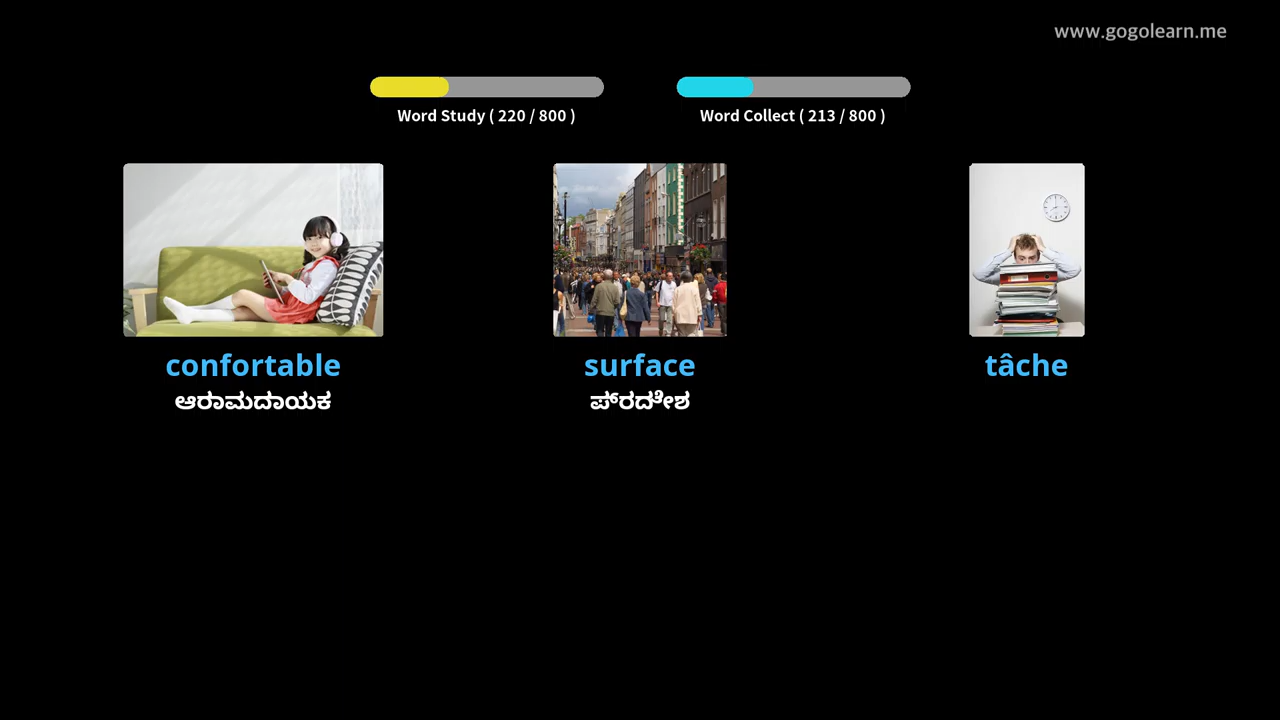 www.gogolearn.me
Word Study ( 220 / 800 )
Word Collect ( 213 / 800 )
confortable
ಆರಾಮದಾಯಕ
surface
ಪ್ರದೇಶ
tâche